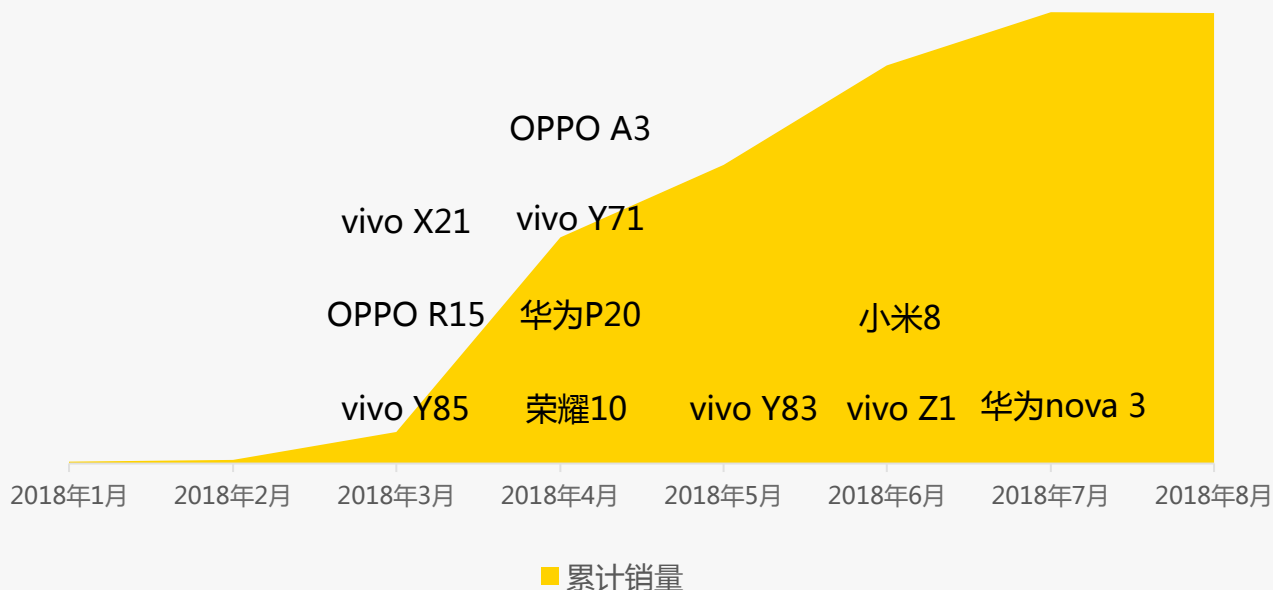 OPPO A3
vivo X21 vivo Y71
OPPO R15 华为P20 小米8
vivo Y85 荣耀10 vivo Y83 vivo Z1 华为nova 3
2018年1月 2018年2月 2018年3月 2018年4月 2018年5月 2018年6月 2018年7月 2018年8月
累计销量